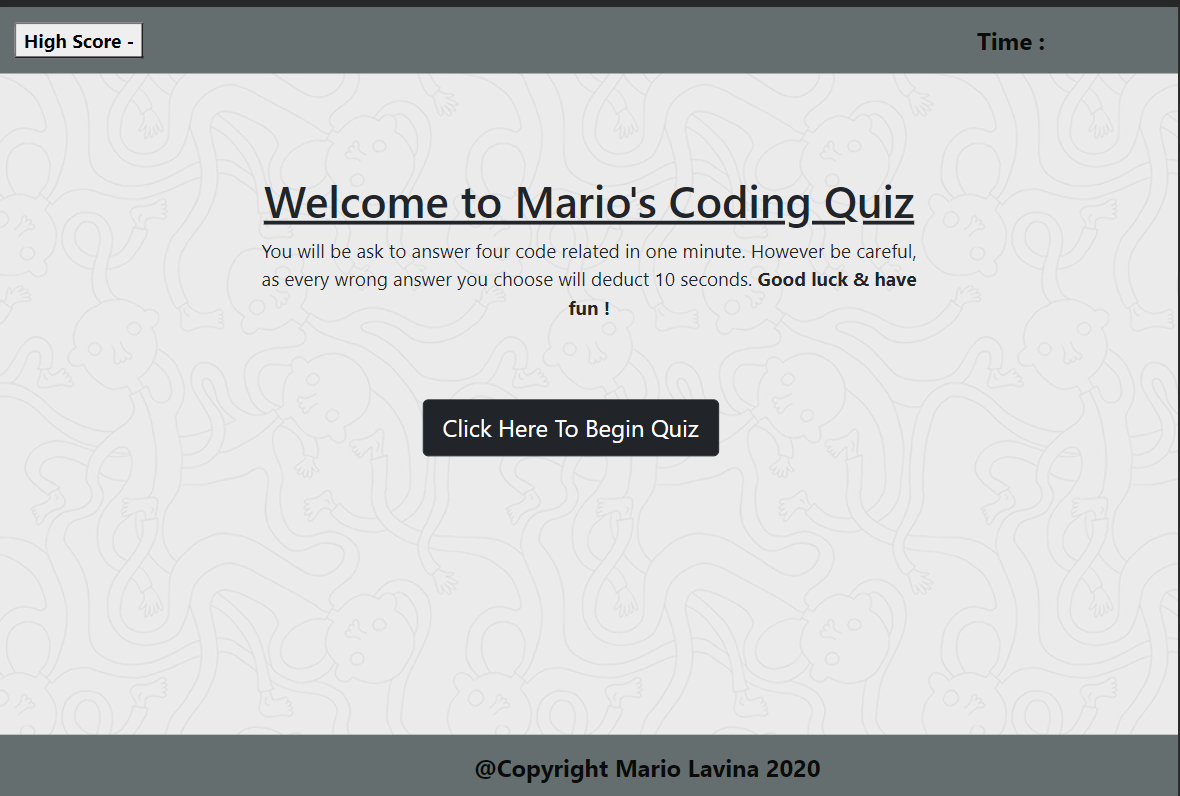 High Score -
Time :
Welcome to Mario's Coding Quiz
You will be ask to answer four code related in one minute. However be careful,
as every wrong answer you choose will deduct 10 seconds. Good luck & have
fun !
Click Here To Begin Quiz
@Copyright Mario Lavina 2020